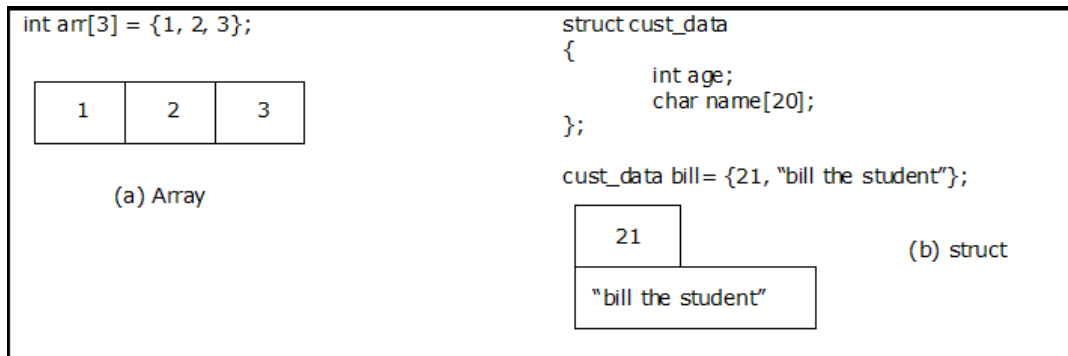 int arr[3] = {1, 2, 3};
1 2 3
(a) Array
struct cust_data
{
int age;
char name[20];
};
cust_data bill= {21, “bill the student”};
21
“bill the student”
(b) struct